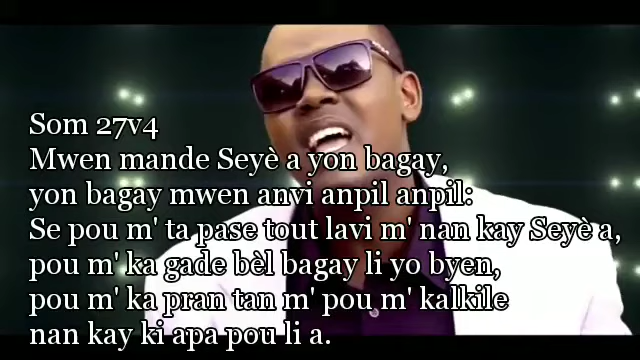 Som 27v4
Mwen mande Seyè a yon bagay,
yon bagay mwen anvi anpil anpil:
Se pou m' ta pase tout lavi m' nan kay Seyè a,
pou m' ka gade bèl bagay li yo byen,
pou m' ka pran tan m' pou m' kalkile
nan kay ki apa pou li a.